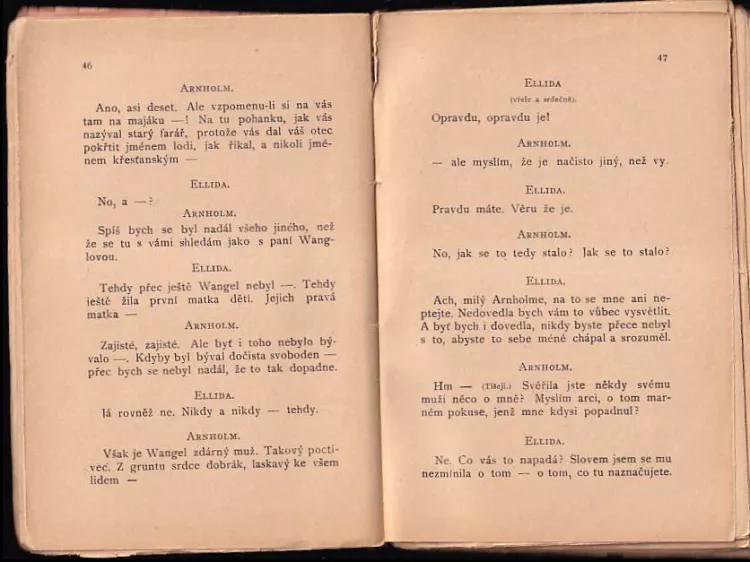 46
ARNHOLM.
Ano, asi deset. Ale vzpomenu-li si na vás
tam na majáku —! Na tu pohanku, jak vás
nazýval starý farář, protože vás dal váš otec
pokřtit jménem lodi, jak říkal, a nikoli jmé-
nem křesťanským —
ELLIDA.
No, a —?
ARNHOLM.
Spíš bych se byl nadál všeho jiného, než
že se tu s vámi shledám jako s paní Wang-
lovou.
ELLIDA.
Tehdy přec ještě Wangel nebyl —. Tehdy
ještě žila první matka dětí. Jejich pravá
matka —
ARNHOLM.
Zajisté, zajisté. Ale byť i toho nebylo bý-
valo —. Kdyby byl býval dočista svoboden —
přec bych se nebyl nadál, že to tak dopadne.
ELLIDA.
Já rovněž ne. Nikdy a nikdy — tehdy.
ARNHOLM.
Však je Wangel zdárný muž. Takový pocti-
vec. Z gruntu srdce dobrák, laskavý ke všem
lidem —
47
ELLIDA
(vřele a srdečně).
Opravdu, opravdu je!
ARNHOLM.
— ale myslím, že je načisto jiný, než vy.
ELLIDA.
Pravdu máte. Věru že je.
ARNHOLM.
No, jak se to tedy stalo? Jak se to stalo?
ELLIDA.
Ach, milý Arnholme, na to se mne ani ne-
ptejte. Nedovedla bych vám to vůbec vysvětlit.
A byť bych i dovedla, nikdy byste přece nebyl
s to, abyste to sebe méně chápal a srozuměl.
ARNHOLM.
Hm — (Tišeji.) Svěřila jste někdy svému
muži něco o mně? Myslím arci, o tom mar-
ném pokuse, jenž mne kdysi popadnul?
ELLIDA.
Ne. Co vás to napadá? Slovem jsem se mu
nezmínila o tom — o tom, co tu naznačujete.